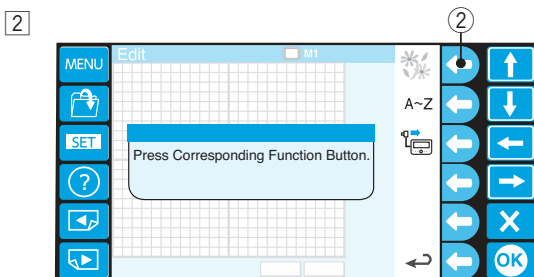 2
2
MENU
Edit
M1
A~Z
SET
Press Corresponding Function Button.
?
OK